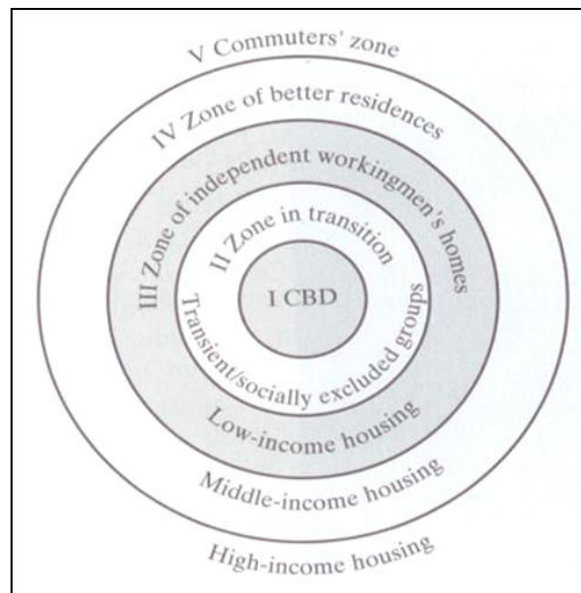 V Commuters' zone
IV Zone of better residences
III Zone of independent workingmen's homes
II Zone in transition
I CBD
Transient/socially excluded groups
Low-income housing
Middle-income housing
High-income housing